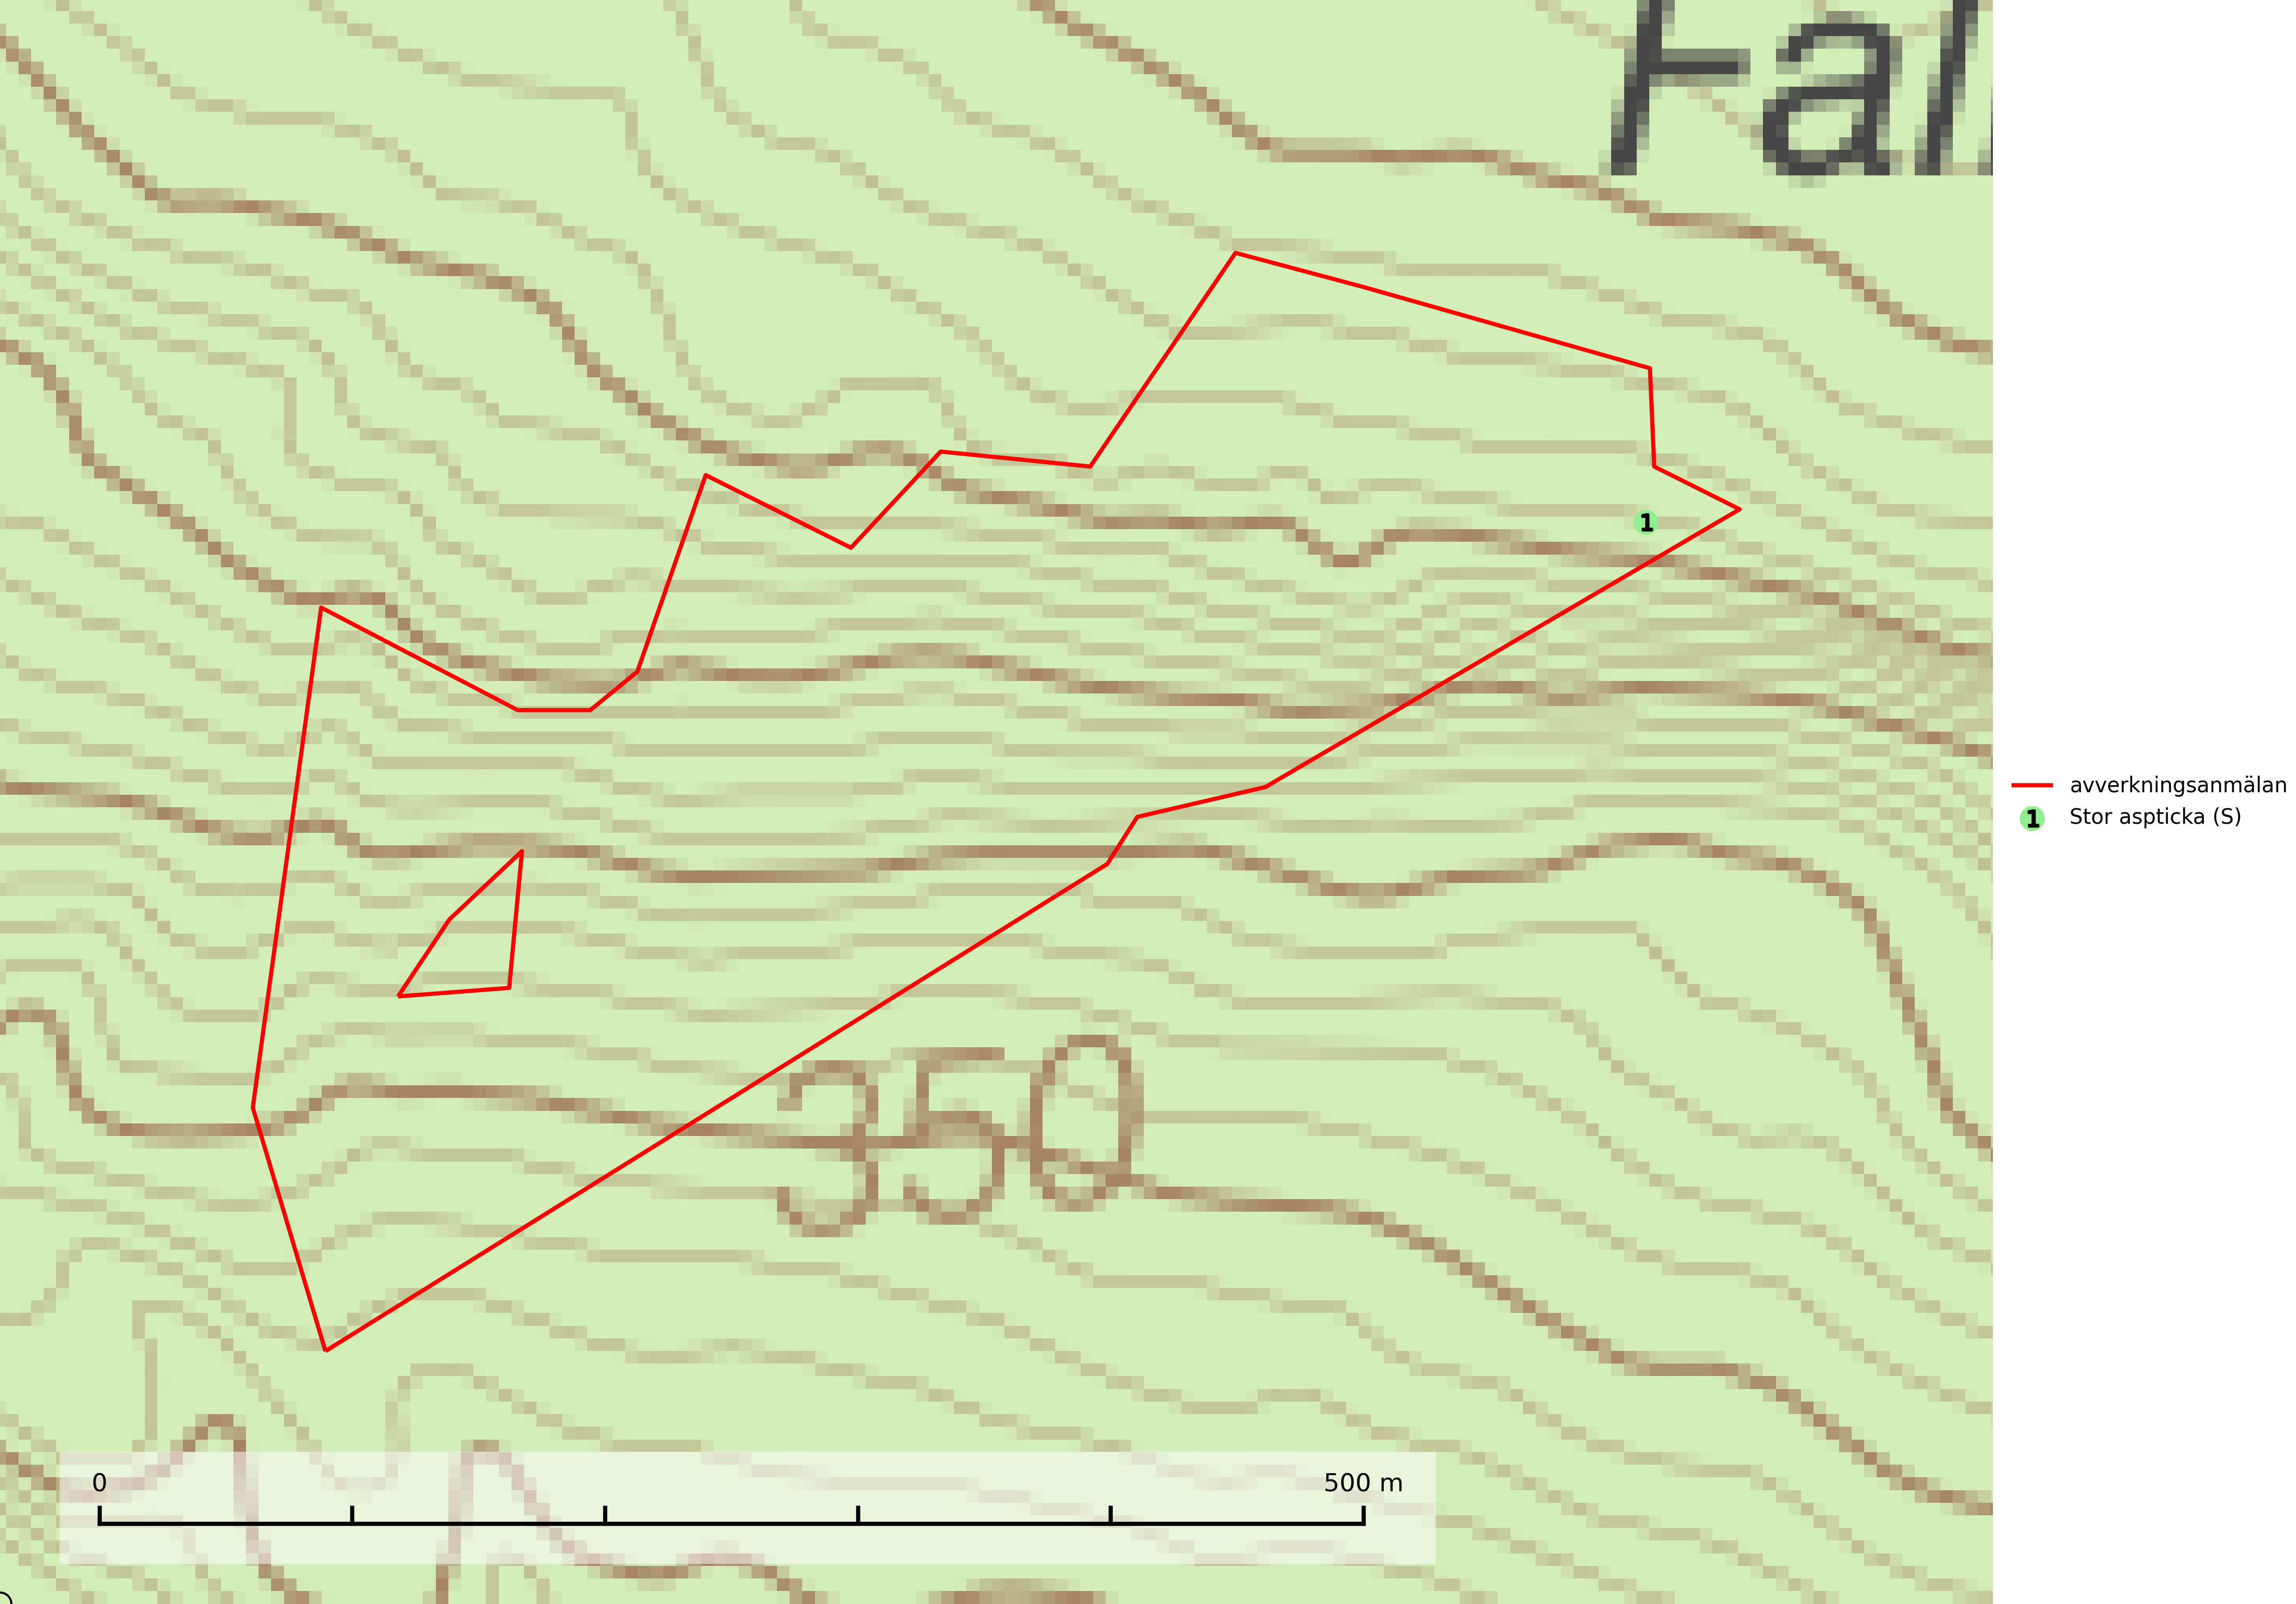 Fal
1
avverkningsanmälan
1 Stor aspticka (S)
350
0 500 m